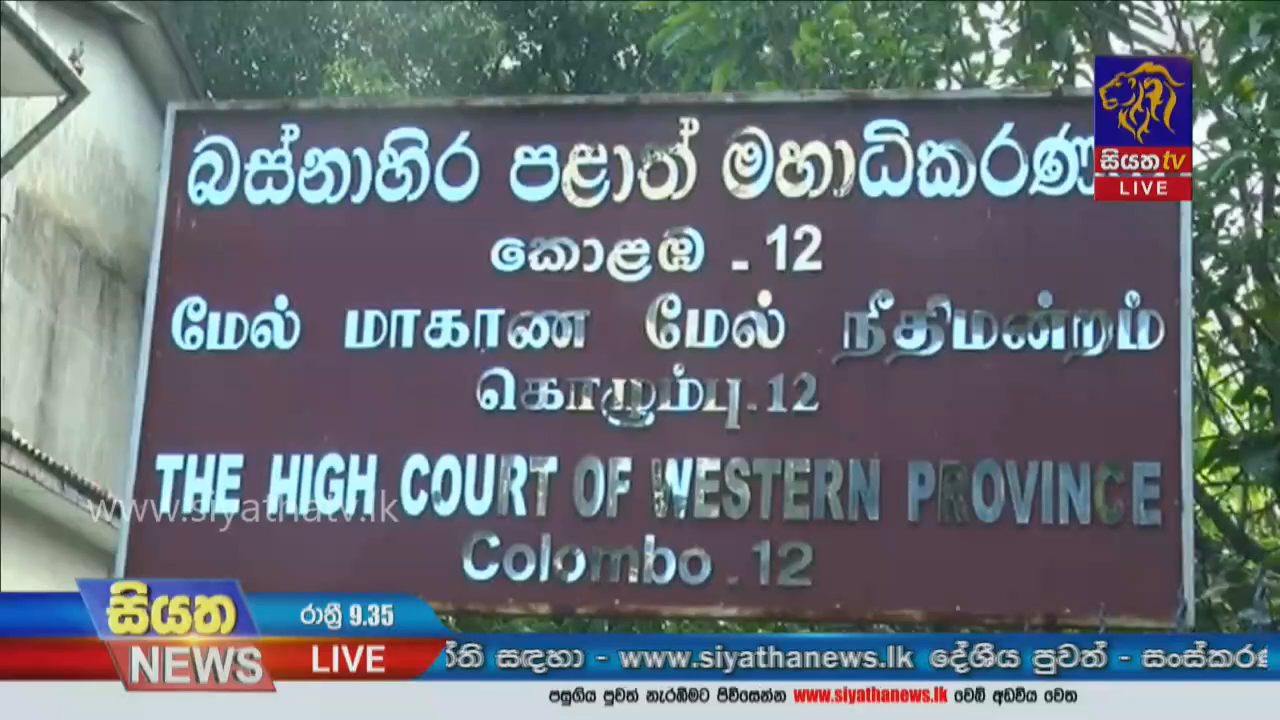 බස්නාහිර පළාත් මහාධිකරණ
කොළඹ - 12
மேல் மாகாண மேல் நீதிமன்றம்
கொழும்பு.12
THE HIGH COURT OF WESTERN PROVINCE
Colombo . 12
සියත tv
LIVE
www.siyathatv.lk
සියත
NEWS
රාත්‍රී 9.35
LIVE
සඳහා - www.siyathanews.lk දේශීය පුවත් - සංස්කරණ
පසුගිය පුවත් නැරඹීමට පිවිසෙන්න www.siyathanews.lk වෙබ් අඩවිය වෙත